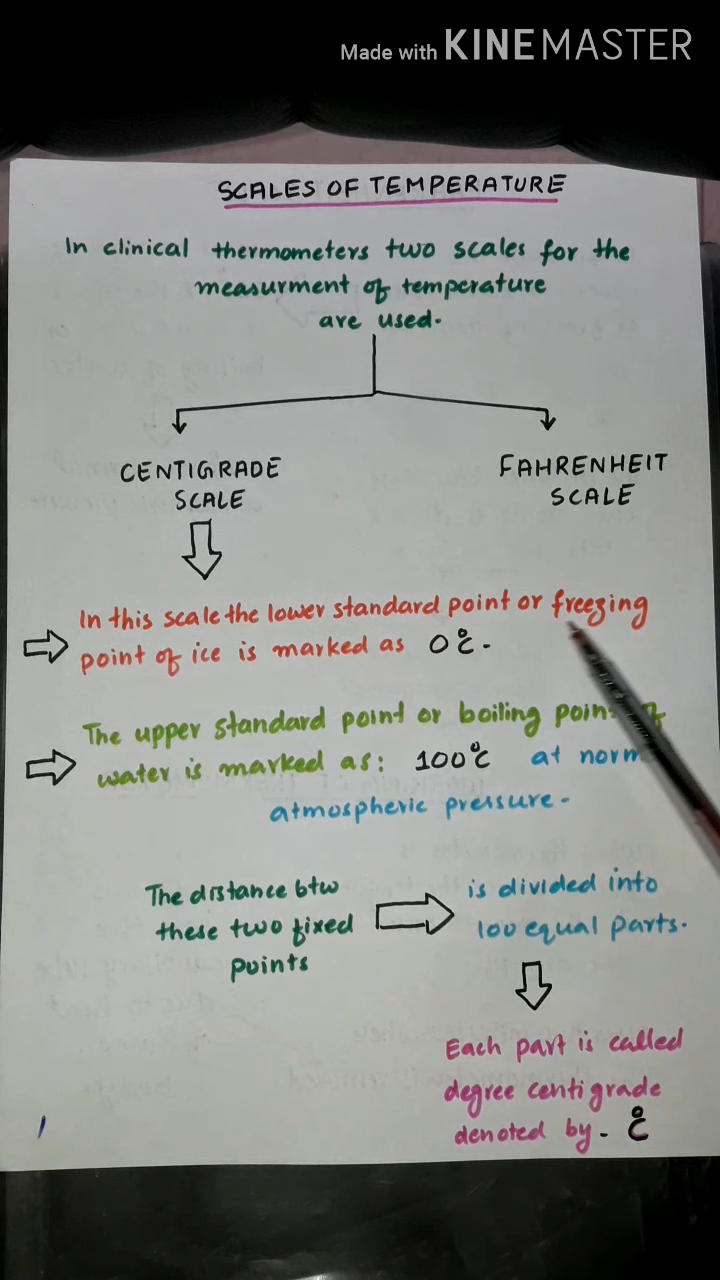 Made with KINEMASTER
SCALES OF TEMPERATURE
In clinical thermometers two scales for the
measurment of temperature
are used.
CENTIGRADE
SCALE
FAHRENHEIT
SCALE
In this scale the lower standard point or freezing
point of ice is marked as 0°C.
The upper standard point or boiling point of
water is marked as: 100°C at norm
atmospheric pressure.
The distance btw
these two fixed
points
is divided into
100 equal parts.
Each part is called
degree centigrade
denoted by. °C